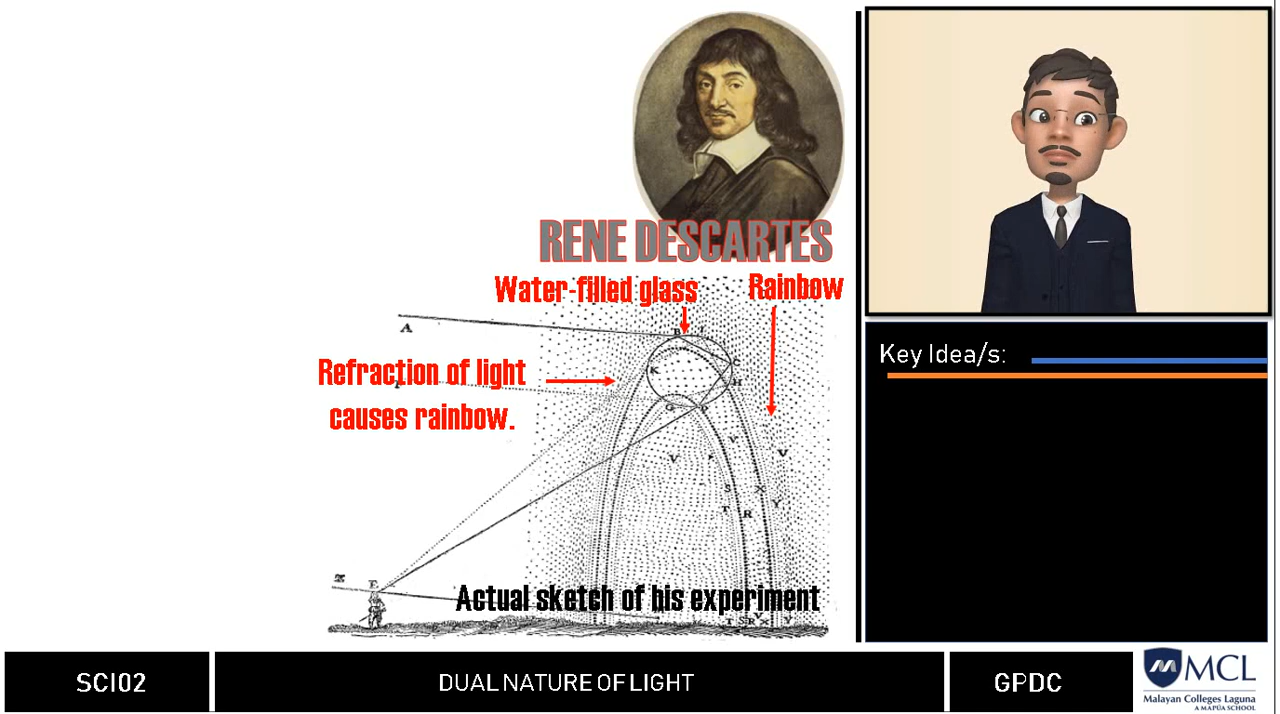 RENE DESCARTES
Water-filled glass
Rainbow
A
B
C
K
H
Refraction of light
causes rainbow.
G
V
V
V
S
X
Y
T
R
E
Actual sketch of his experiment
T S R V X Y
Key Idea/s:
SCI02
DUAL NATURE OF LIGHT
GPDC
MCL
Malayan Colleges Laguna
A MAPÚA SCHOOL